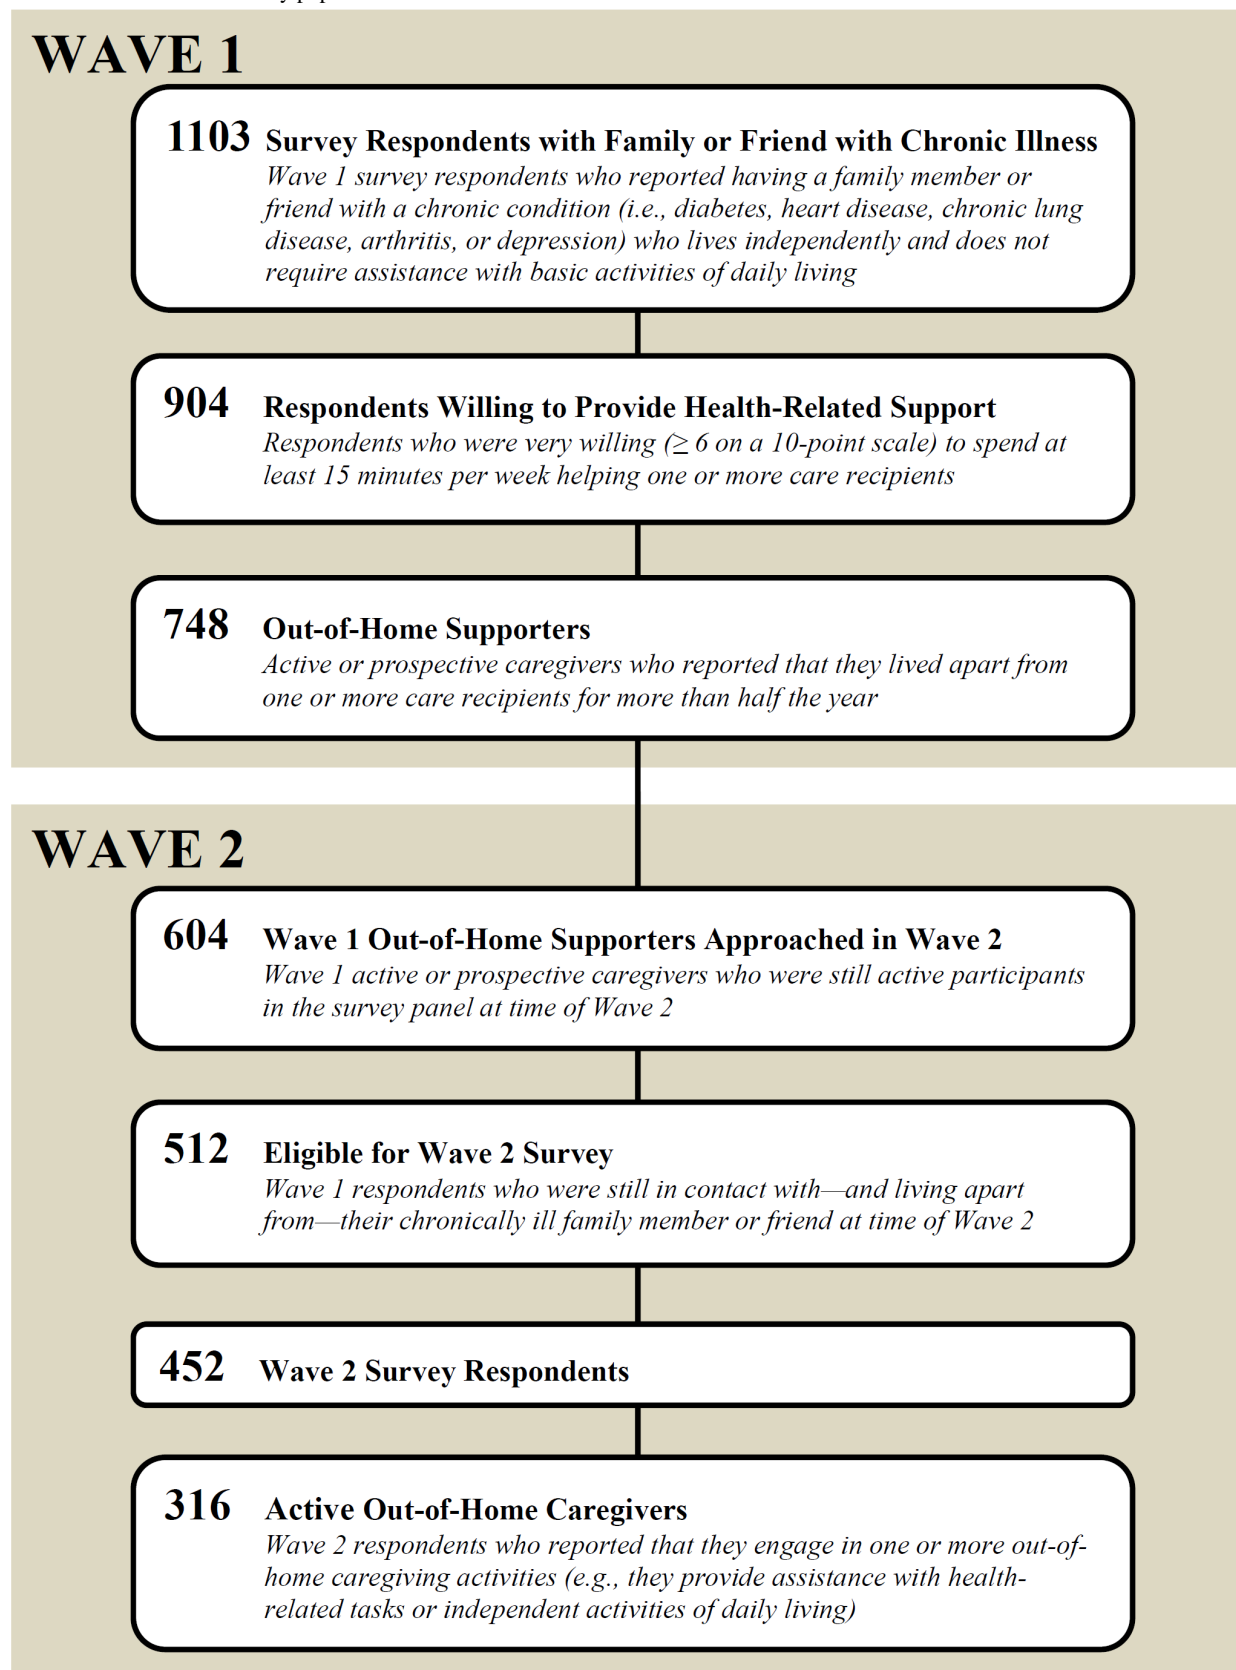 WAVE 1
1103 Survey Respondents with Family or Friend with Chronic Illness
Wave 1 survey respondents who reported having a family member or
friend with a chronic condition (i.e., diabetes, heart disease, chronic lung
disease, arthritis, or depression) who lives independently and does not
require assistance with basic activities of daily living
904 Respondents Willing to Provide Health-Related Support
Respondents who were very willing (≥ 6 on a 10-point scale) to spend at
least 15 minutes per week helping one or more care recipients
748 Out-of-Home Supporters
Active or prospective caregivers who reported that they lived apart from
one or more care recipients for more than half the year
WAVE 2
604 Wave 1 Out-of-Home Supporters Approached in Wave 2
Wave 1 active or prospective caregivers who were still active participants
in the survey panel at time of Wave 2
512 Eligible for Wave 2 Survey
Wave 1 respondents who were still in contact with—and living apart
from—their chronically ill family member or friend at time of Wave 2
452 Wave 2 Survey Respondents
316 Active Out-of-Home Caregivers
Wave 2 respondents who reported that they engage in one or more out-of-
home caregiving activities (e.g., they provide assistance with health-
related tasks or independent activities of daily living)